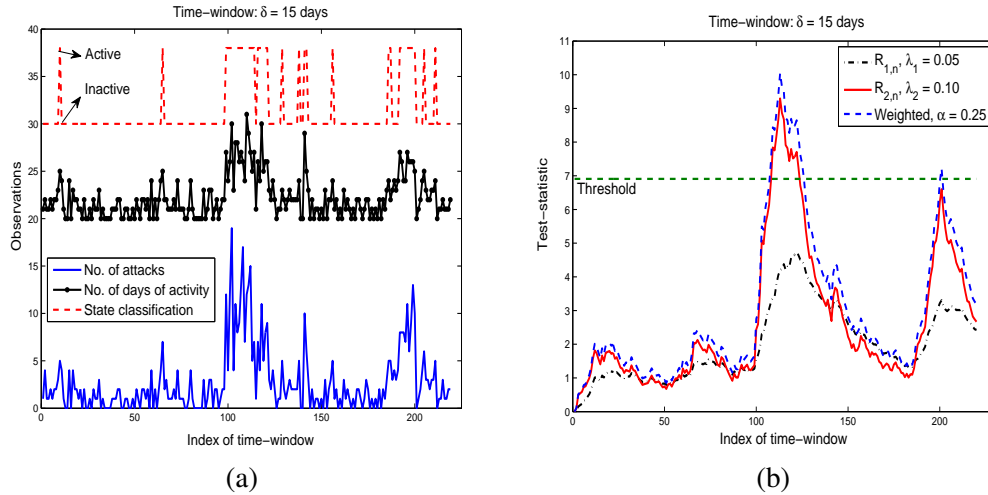 Time-window: δ = 15 days
40
35
30
25
20
15
10
5
0
Observations
Active
Inactive
No. of attacks
No. of days of activity
State classification
0
50
100
150
200
Index of time-window
(a)
Time-window: δ = 15 days
11
10
9
8
7
6
5
4
3
2
1
0
Test-statistic
R1,n, λ1 = 0.05
R2,n, λ2 = 0.10
Weighted, α = 0.25
Threshold
0
50
100
150
200
Index of time-window
(b)